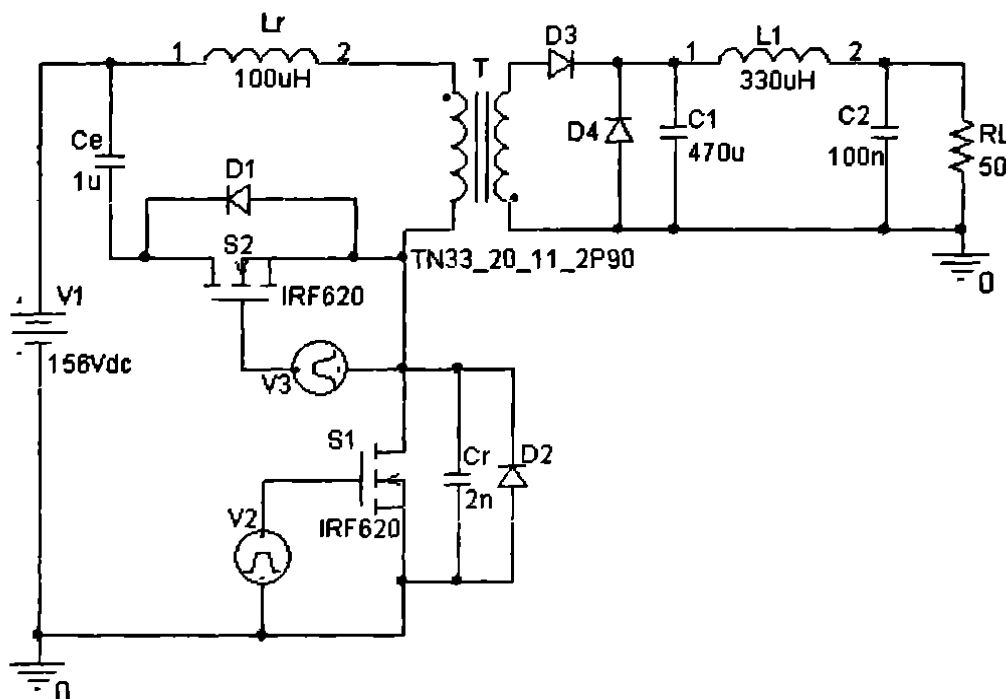 Lr
1
2
100uH
T
D3
1
L1
2
330uH
Ce
1u
D1
D4
C1
470u
C2
100n
RL
50
S2
IRF620
TN33_20_11_2P90
0
V1
156Vdc
V3
S1
IRF620
Cr
2n
D2
V2
0